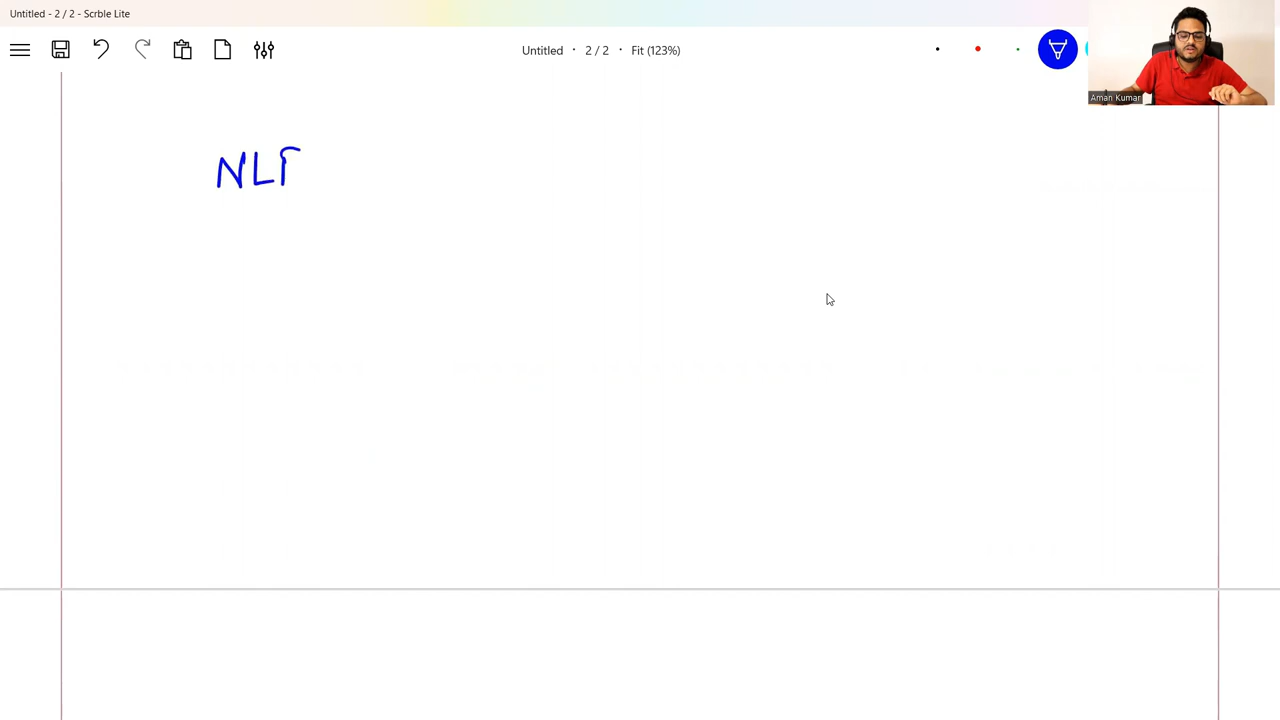 Untitled - 2 / 2 - Scrble Lite
Untitled · 2 / 2 · Fit (123%)
Aman Kumar
NLP